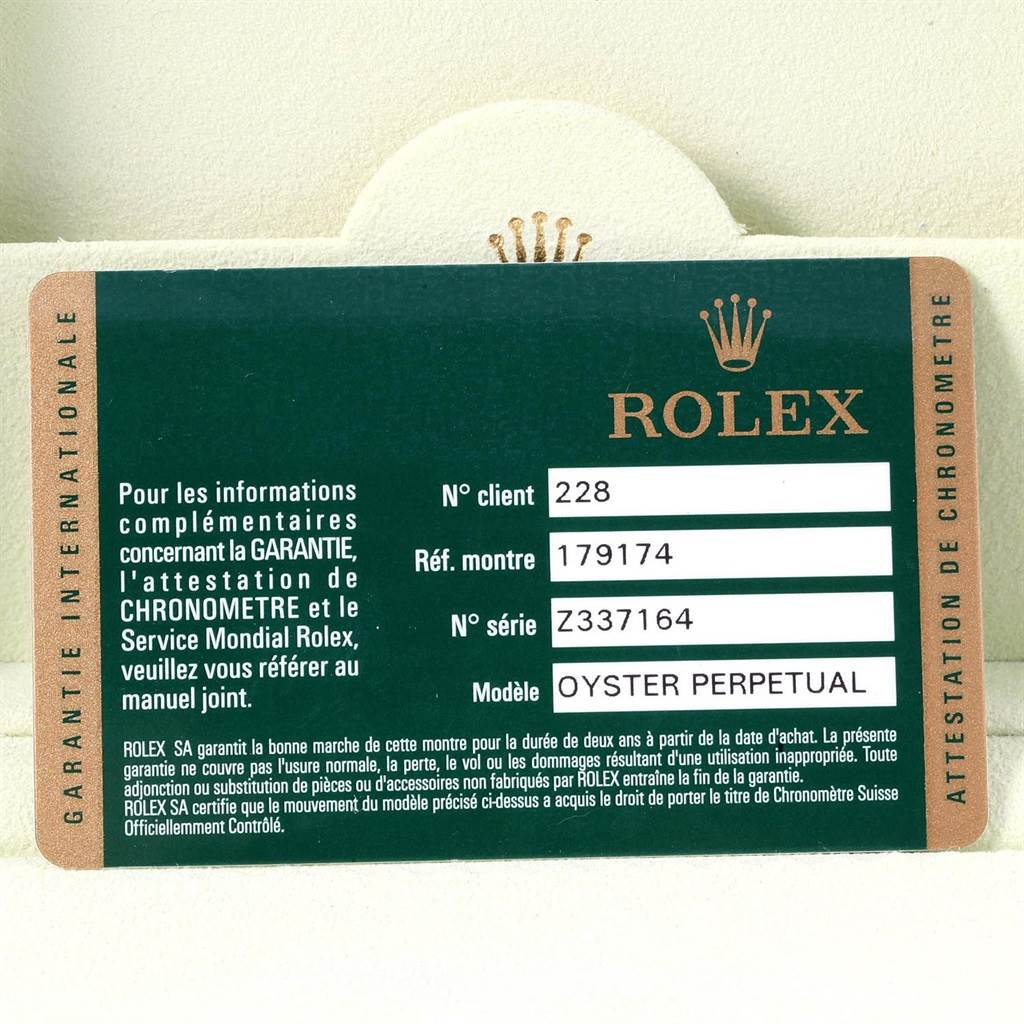 GARANTIE INTERNATIONALE
ROLEX
Pour les informations
complémentaires
concernant la GARANTIE,
l'attestation de
CHRONOMETRE et le
Service Mondial Rolex,
veuillez vous référer au
manuel joint.
N° client 228
Réf. montre 179174
N° série Z337164
Modèle OYSTER PERPETUAL
ROLEX SA garantit la bonne marche de cette montre pour la durée de deux ans à partir de la date d'achat. La présente
garantie ne couvre pas l'usure normale, la perte, le vol ou les dommages résultant d'une utilisation inappropriée. Toute
adjonction ou substitution de pièces ou d'accessoires non fabriqués par ROLEX entraîne la fin de la garantie.
ROLEX SA certifie que le mouvement du modèle précisé ci-dessus a acquis le droit de porter le titre de Chronomètre Suisse
Officiellemment Contrôlé.
ATTESTATION DE CHRONOMETRE